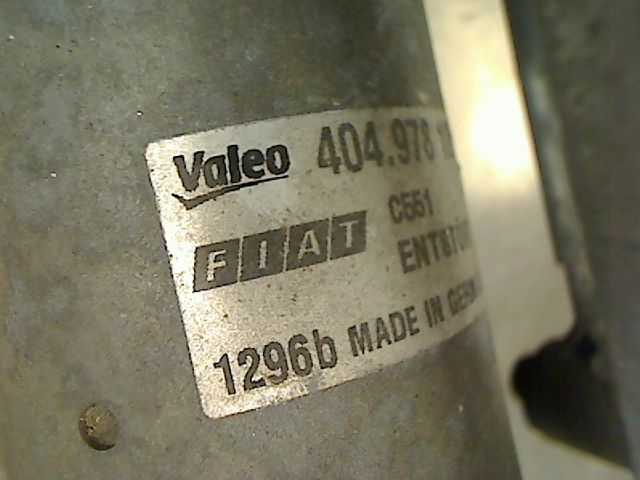 Valeo 404.978
FIAT C551
1296b MADE IN